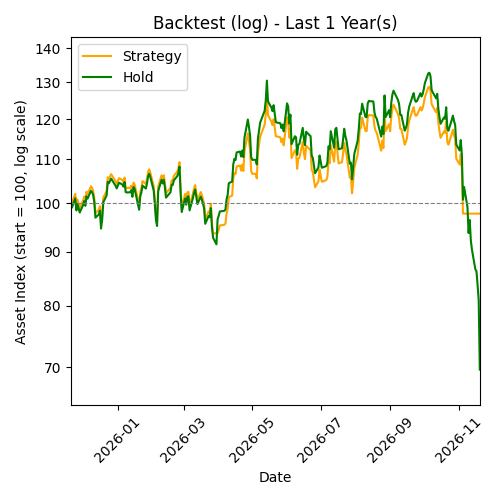 Backtest (log) - Last 1 Year(s)
Strategy
Hold
Asset Index (start = 100, log scale)
140
130
120
110
100
90
80
70
2026-01
2026-03
2026-05
2026-07
2026-09
2026-11
Date